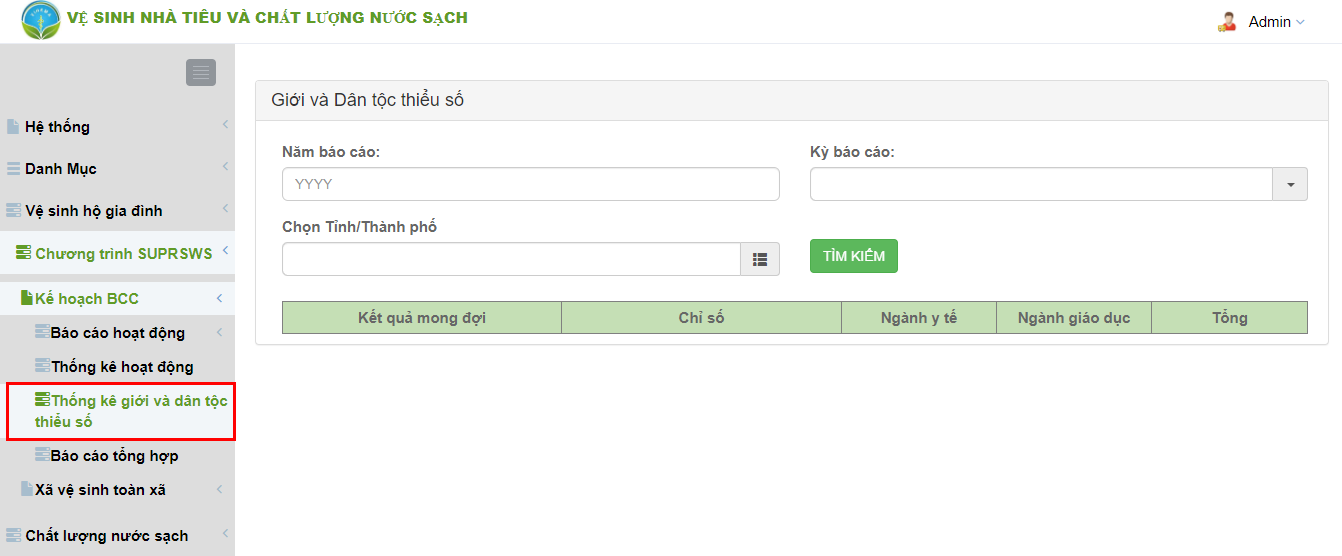 VỆ SINH NHÀ TIÊU VÀ CHẤT LƯỢNG NƯỚC SẠCH
Admin
Hệ thống
Danh Mục
Vệ sinh hộ gia đình
Chương trình SUPRSWS
Kế hoạch BCC
Báo cáo hoạt động
Thống kê hoạt động
Thống kê giới và dân tộc
thiểu số
Báo cáo tổng hợp
Xã vệ sinh toàn xã
Chất lượng nước sạch
Giới và Dân tộc thiểu số
Năm báo cáo:
Kỳ báo cáo:
YYYY
Chọn Tỉnh/Thành phố
TÌM KIẾM
Kết quả mong đợi
Chỉ số
Ngành y tế
Ngành giáo dục
Tổng